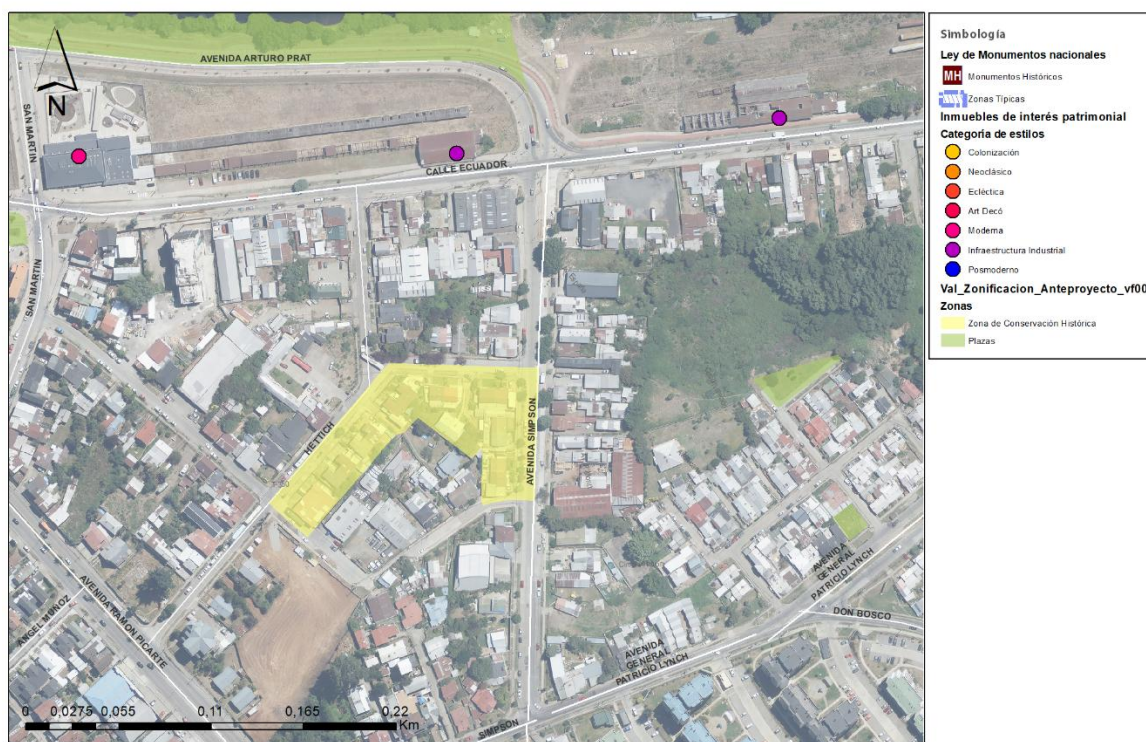 AVENIDA ARTURO PRAT
N
SAN MARTIN
CALLE ECUADOR
SAN MARTIN
HETTICH
AVENIDA SIMPSON
AVENIDA
GENERAL
PATRICIO LYNCH
DON BOSCO
ANGEL MUÑOZ
AVENIDA RAMON PICARTE
AVENIDA
GENERAL
PATRICIO LYNCH
SIMPSON
0 0,0275 0,055 0,11 0,165 0,22
Km
Simbología
Ley de Monumentos nacionales
MH Monumentos Históricos
Zonas Típicas
Inmuebles de interés patrimonial
Categoria de estilos
Colonización
Neoclásico
Ecléctica
Art Decó
Moderna
Infraestructura Industrial
Posmoderno
Val_Zonificacion_Anteproyecto_vf00
Zonas
Zona de Conservación Histórica
Plazas